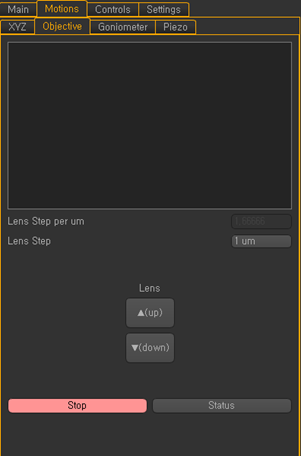 Main Motions Controls Settings
XYZ Objective Goniometer Piezo
Lens Step per um
Lens Step 1 um
Lens
▲(up)
▼(down)
Stop Status